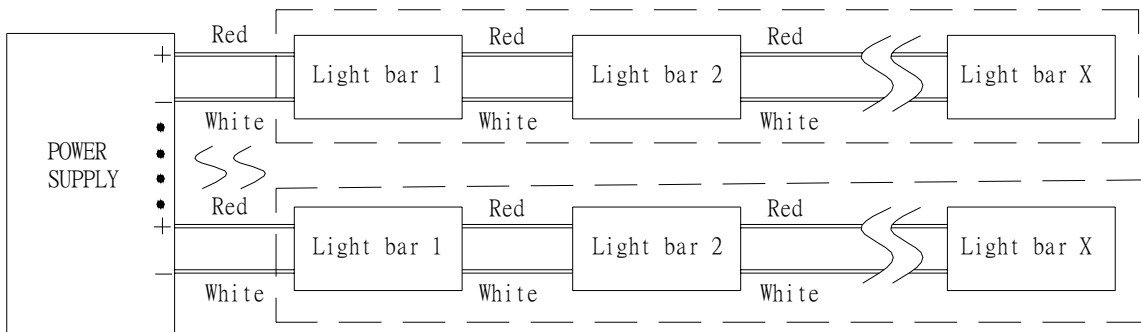 Red Red Red
+
Light bar 1 Light bar 2 Light bar X
−
White White White
POWER
SUPPLY
Red Red Red
+
Light bar 1 Light bar 2 Light bar X
−
White White White